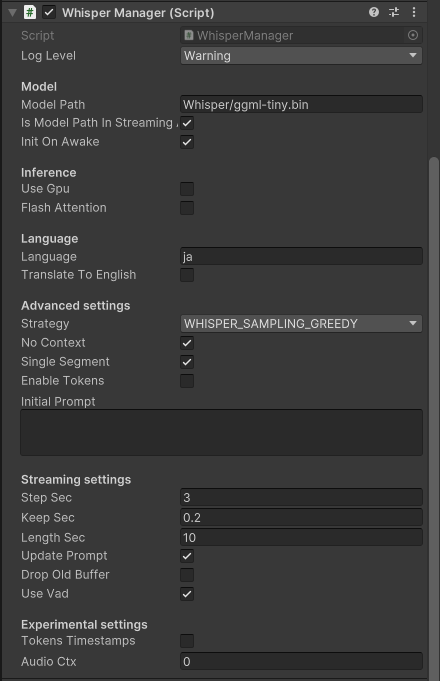 Whisper Manager (Script)
Script WhisperManager
Log Level Warning
Model
Model Path Whisper/ggml-tiny.bin
Is Model Path In Streaming
Init On Awake
Inference
Use Gpu
Flash Attention
Language
Language ja
Translate To English
Advanced settings
Strategy WHISPER_SAMPLING_GREEDY
No Context
Single Segment
Enable Tokens
Initial Prompt
Streaming settings
Step Sec 3
Keep Sec 0.2
Length Sec 10
Update Prompt
Drop Old Buffer
Use Vad
Experimental settings
Tokens Timestamps
Audio Ctx 0